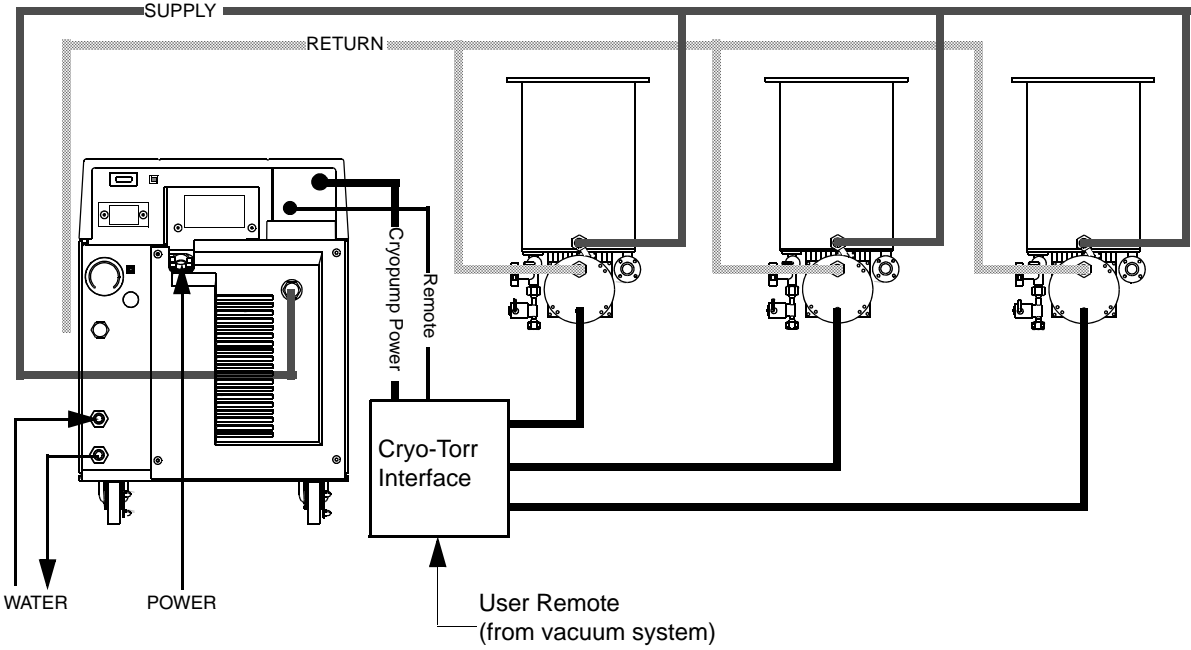 SUPPLY
RETURN
Cryopump Power
Remote
Cryo-Torr
Interface
WATER
POWER
User Remote
(from vacuum system)